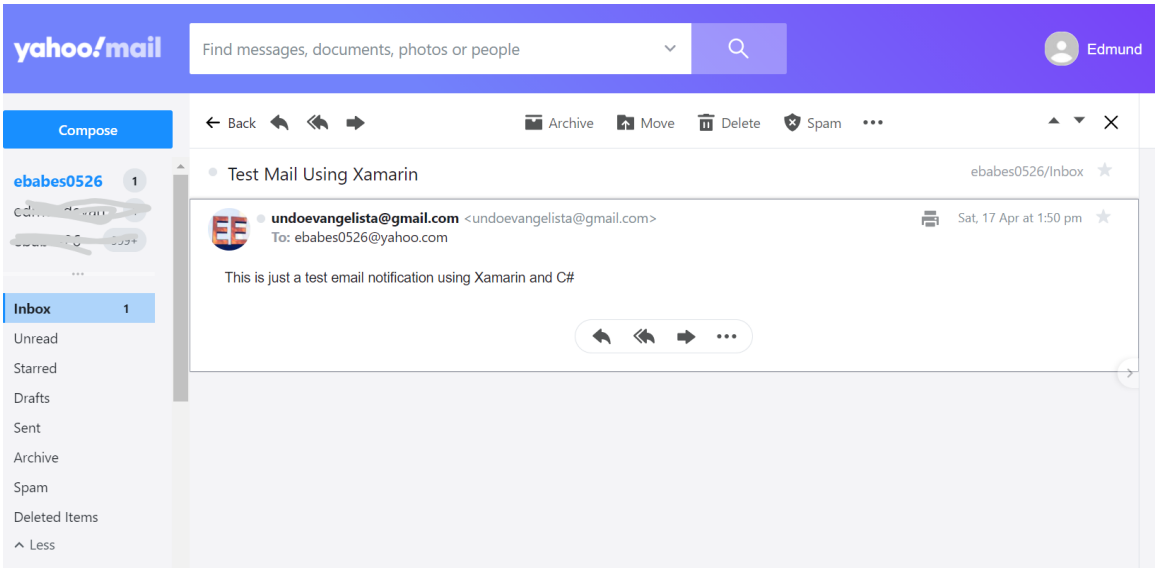 yahoo!mail
Find messages, documents, photos or people
Edmund
Compose
Back Archive Move Delete Spam
ebabes0526 1
Test Mail Using Xamarin ebabes0526/Inbox
EE
undoevangelista@gmail.com <undoevangelista@gmail.com> Sat, 17 Apr at 1:50 pm
To: ebabes0526@yahoo.com
This is just a test email notification using Xamarin and C#
Inbox 1
Unread
Starred
Drafts
Sent
Archive
Spam
Deleted Items
Less